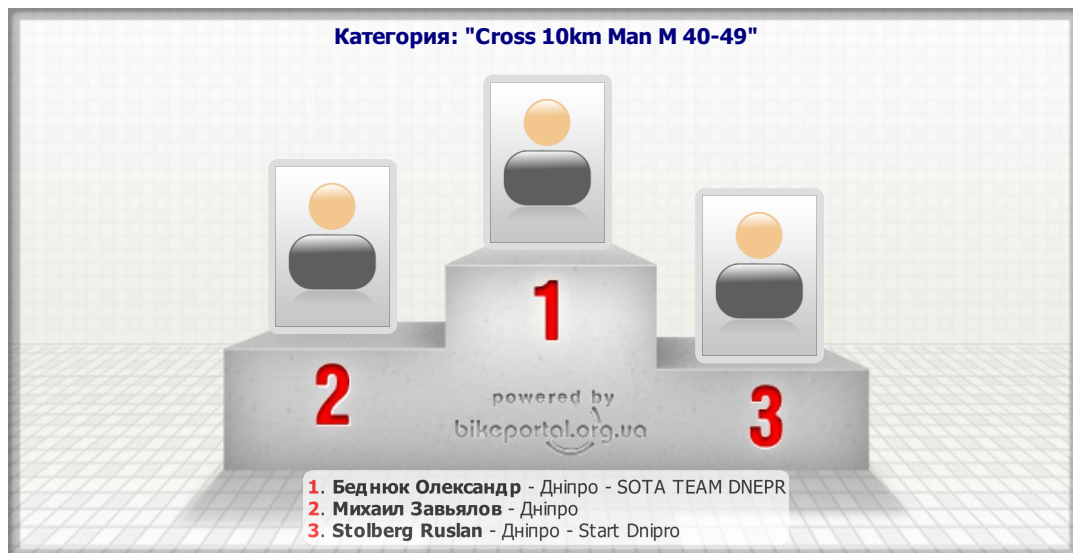 Категория: "Cross 10km Man M 40-49"
1
2
3
powered by
bikeportal.org.ua
1. Беднюк Олександр - Дніпро - SOTA TEAM DNEPR
2. Михаил Завьялов - Дніпро
3. Stolberg Ruslan - Дніпро - Start Dnipro